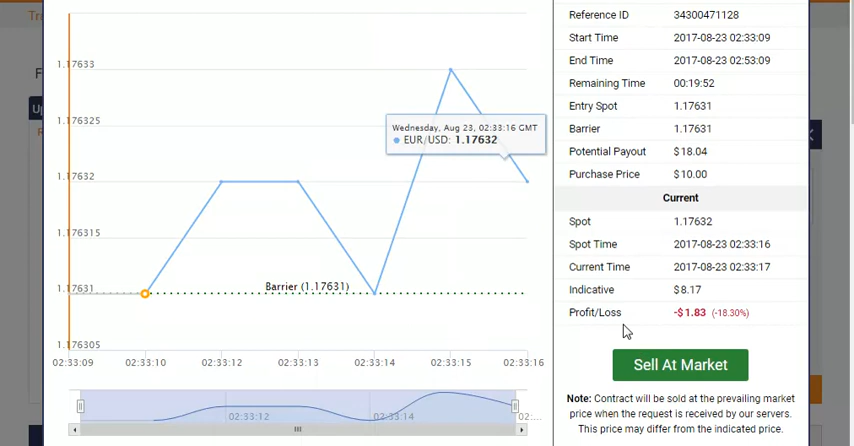 Tr
F
Up
R
1.17633
1.176325
1.17632
1.176315
1.17631
1.176305
Wednesday, Aug 23, 02:33:16 GMT
EUR/USD: 1.17632
Barrier (1.17631)
02:33:09 02:33:10 02:33:12 02:33:13 02:33:14 02:33:15 02:33:16
02:33:12 02:33:14 02:...
Reference ID 34300471128
Start Time 2017-08-23 02:33:09
End Time 2017-08-23 02:53:09
Remaining Time 00:19:52
Entry Spot 1.17631
Barrier 1.17631
Potential Payout $18.04
Purchase Price $10.00
Current
Spot 1.17632
Spot Time 2017-08-23 02:33:16
Current Time 2017-08-23 02:33:17
Indicative $8.17
Profit/Loss -$1.83 (-18.30%)
Sell At Market
Note: Contract will be sold at the prevailing market
price when the request is received by our servers.
This price may differ from the indicated price.